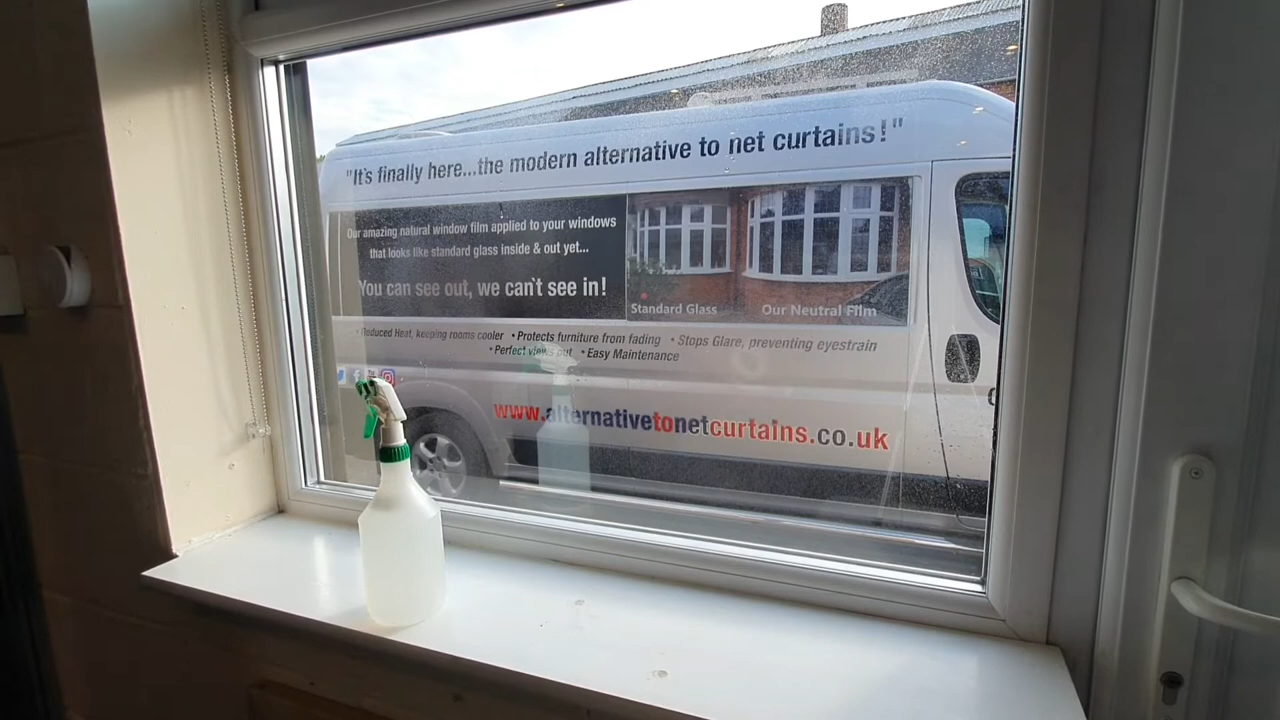 "It's finally here...the modern alternative to net curtains!"
Our amazing natural window film applied to your windows
that looks like standard glass inside & out yet...
You can see out, we can't see in!
Standard Glass
Our Neutral Film
• Reduced Heat, keeping rooms cooler • Protects furniture from fading • Stops Glare, preventing eyestrain
• Perfect views out • Easy Maintenance
www.alternativetonetcurtains.co.uk